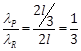 λ_P/λ_R = (2l/3)/(2l) = 1/3